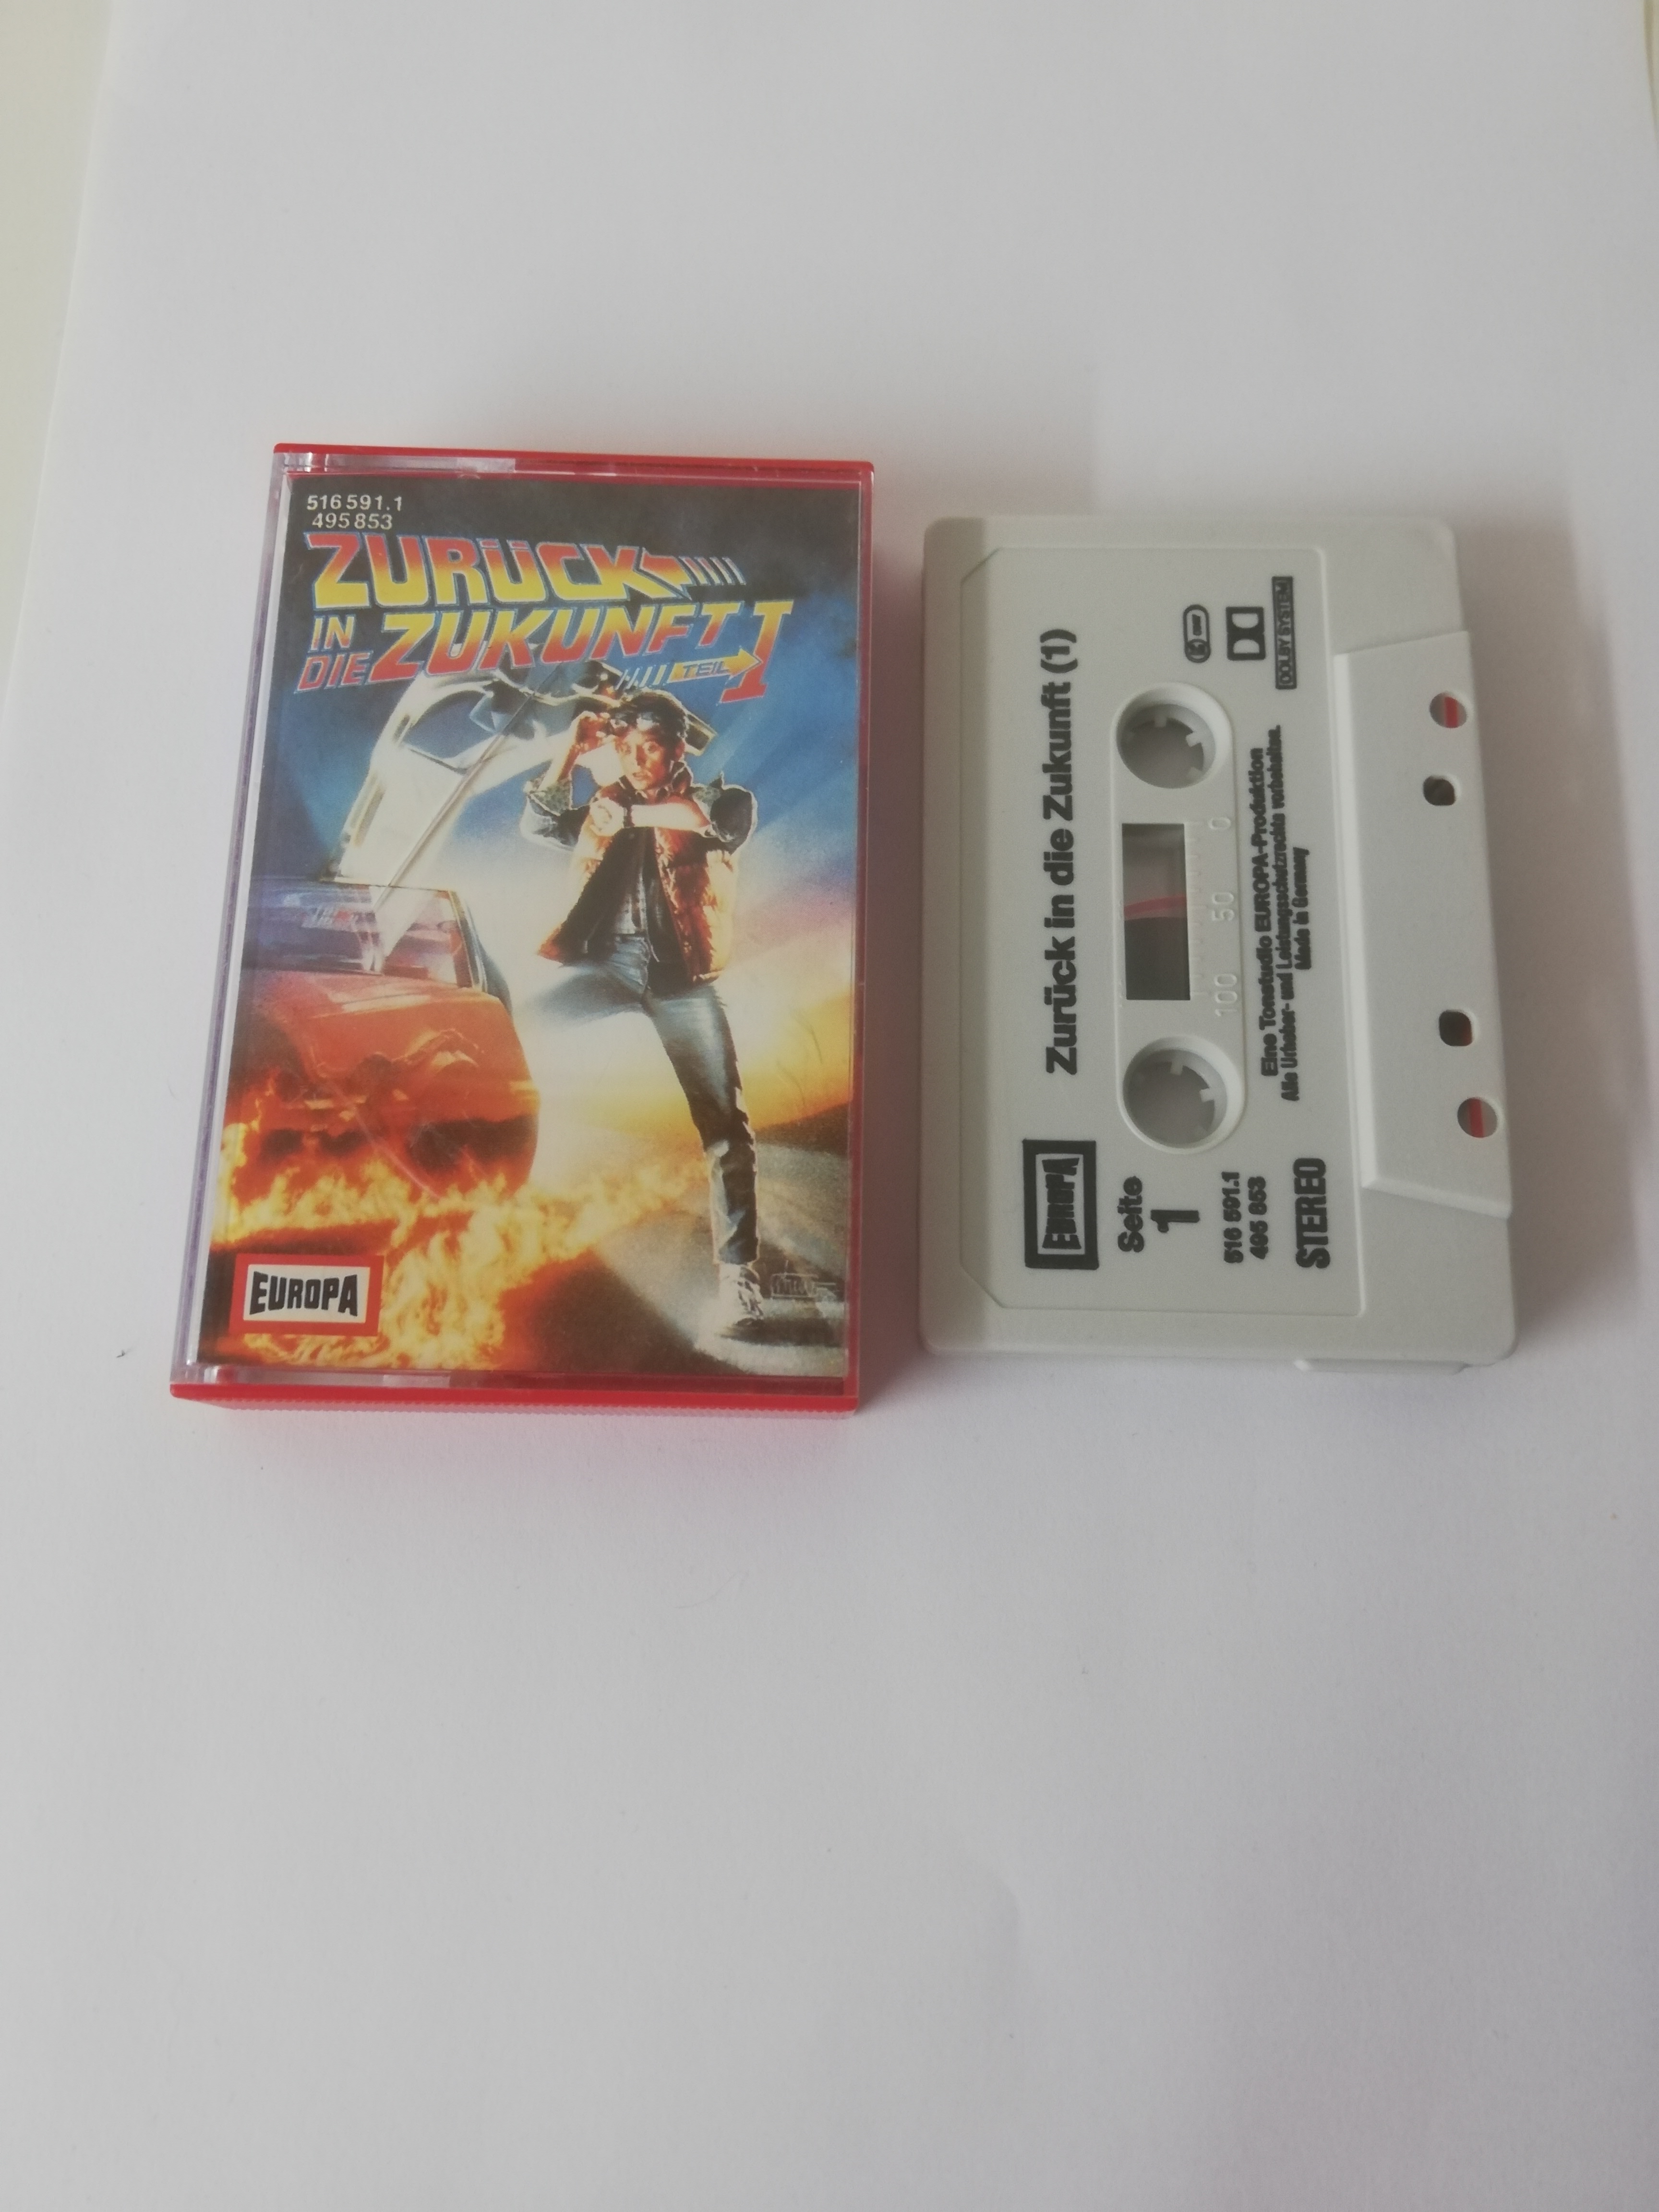 516 591.1
495 853
ZURÜCK
IN DIE ZUKUNFT I
TEIL
EUROPA
EUROPA
Zurück in die Zukunft (1)
Seite
1
516 591.1
495 853
STEREO
Eine Tonstudio EUROPA-Produktion
Alle Urheber- und Leistungsschutzrechte vorbehalten.
Made in Germany
100 50 0
DOLBY SYSTEM